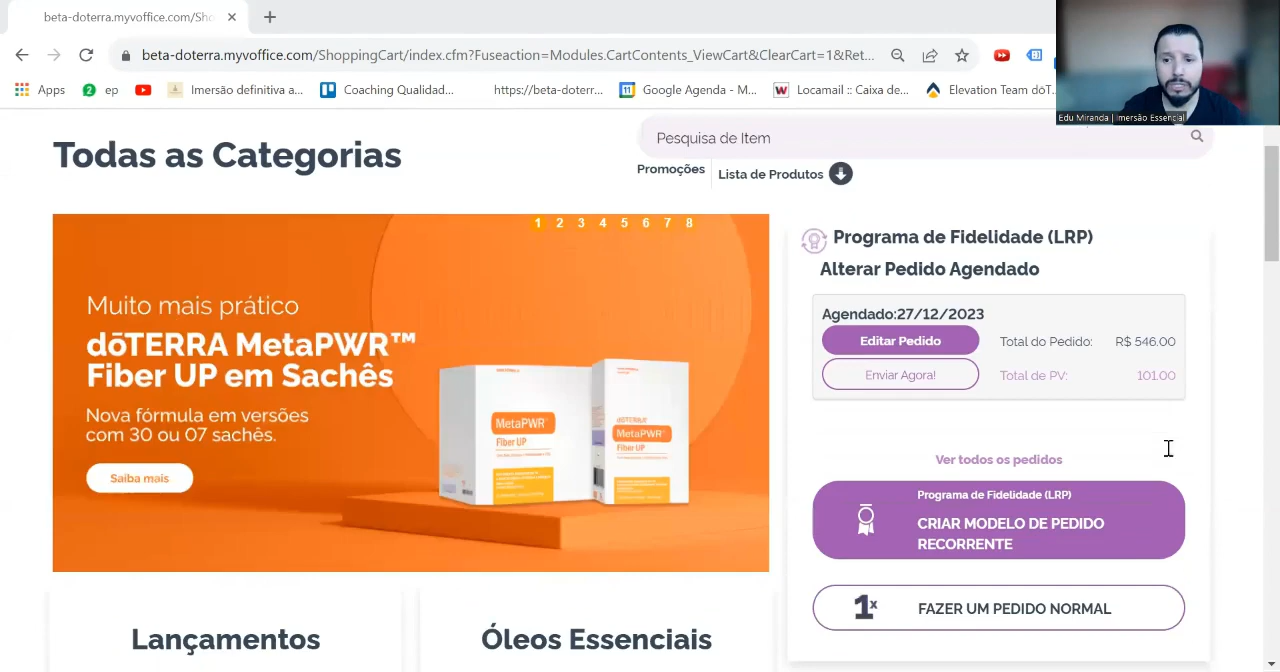 beta-doterra.myvoffice.com/Sho
beta-doterra.myvoffice.com/ShoppingCart/index.cfm?Fuseaction=Modules.CartContents_ViewCart&ClearCart=1&Ret...
Apps
2 ep
Imersão definitiva a...
Coaching Qualidad...
https://beta-doterr...
Google Agenda - M...
Locamail :: Caixa de...
Elevation Team dōT...
Edu Miranda | Imersão Essencial
Todas as Categorias
Pesquisa de Item
Promoções
Lista de Produtos
1 2 3 4 5 6 7 8
Muito mais prático
dōTERRA MetaPWR™
Fiber UP em Sachês
Nova fórmula em versões
com 30 ou 07 sachês.
Saiba mais
MetaPWR
Fiber UP
dōTERRA
MetaPWR
Fiber UP
Programa de Fidelidade (LRP)
Alterar Pedido Agendado
Agendado:27/12/2023
Editar Pedido
Total do Pedido: R$ 546.00
Enviar Agora!
Total de PV: 101.00
Ver todos os pedidos
Programa de Fidelidade (LRP)
CRIAR MODELO DE PEDIDO
RECORRENTE
1x FAZER UM PEDIDO NORMAL
Lançamentos
Óleos Essenciais